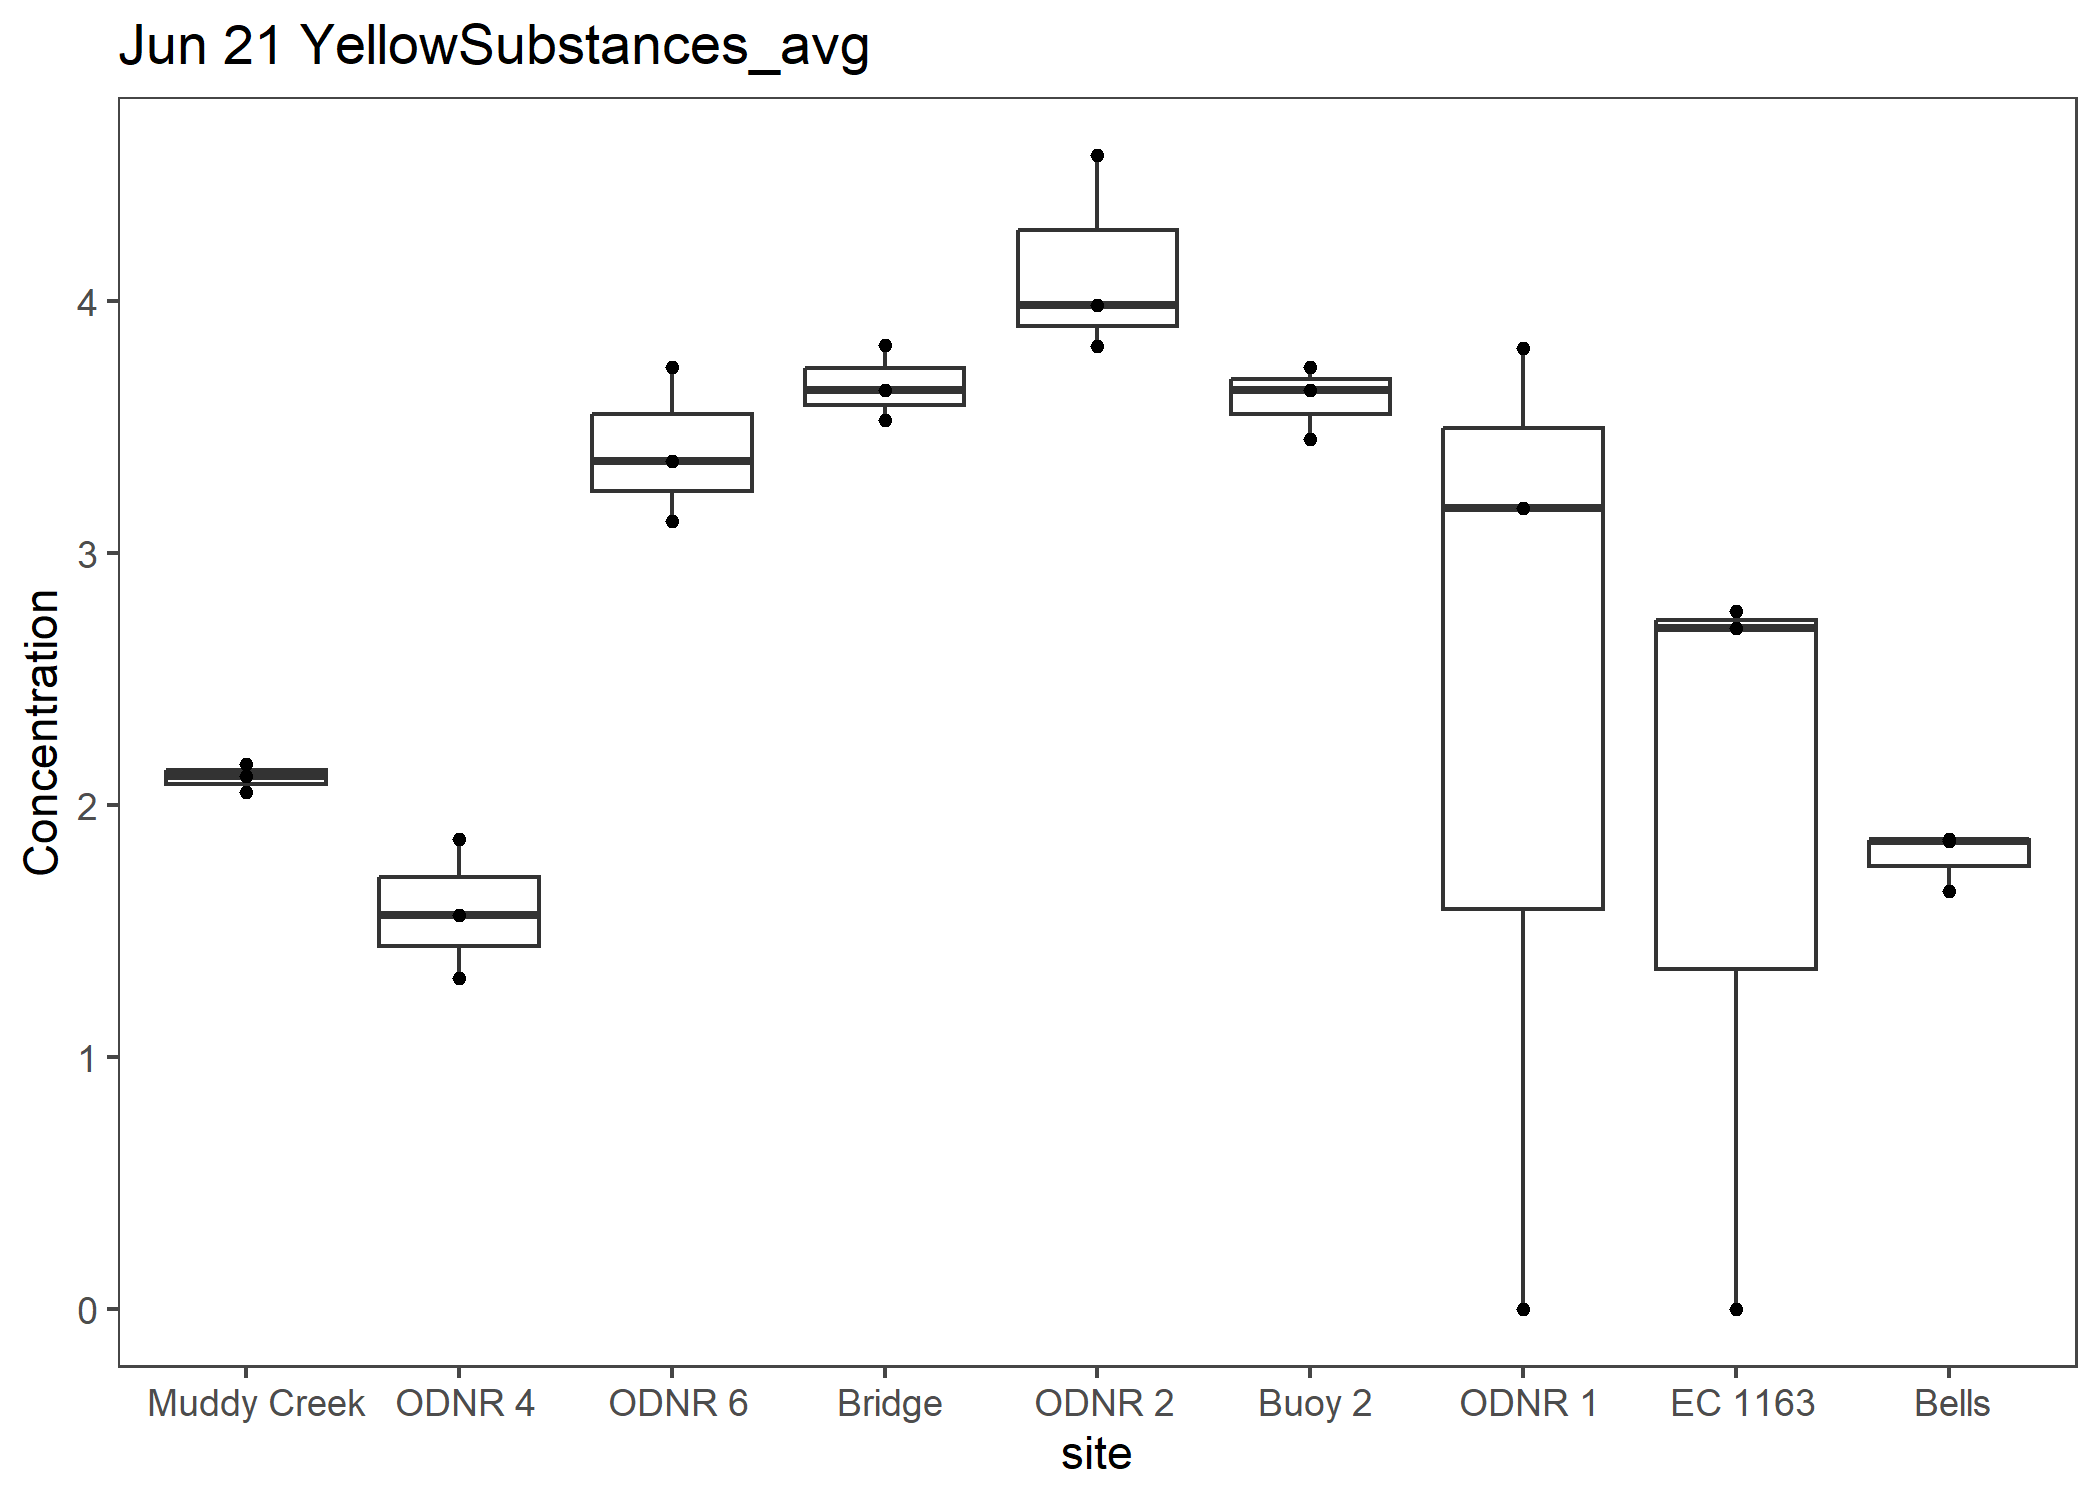 Jun 21 YellowSubstances_avg
Concentration
4
3
2
1
0
Muddy Creek ODNR 4 ODNR 6 Bridge ODNR 2 Buoy 2 ODNR 1 EC 1163 Bells
site